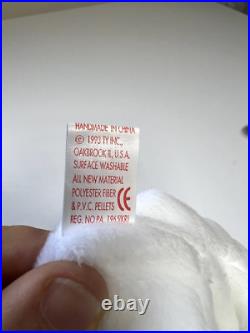 HANDMADE IN CHINA
© 1993 TY INC.,
OAKBROOK IL, U.S.A.
SURFACE WASHABLE
ALL NEW MATERIAL
POLYESTER FIBER
& P.V.C. PELLETS CE
REG. NO PA. 1965(KR)